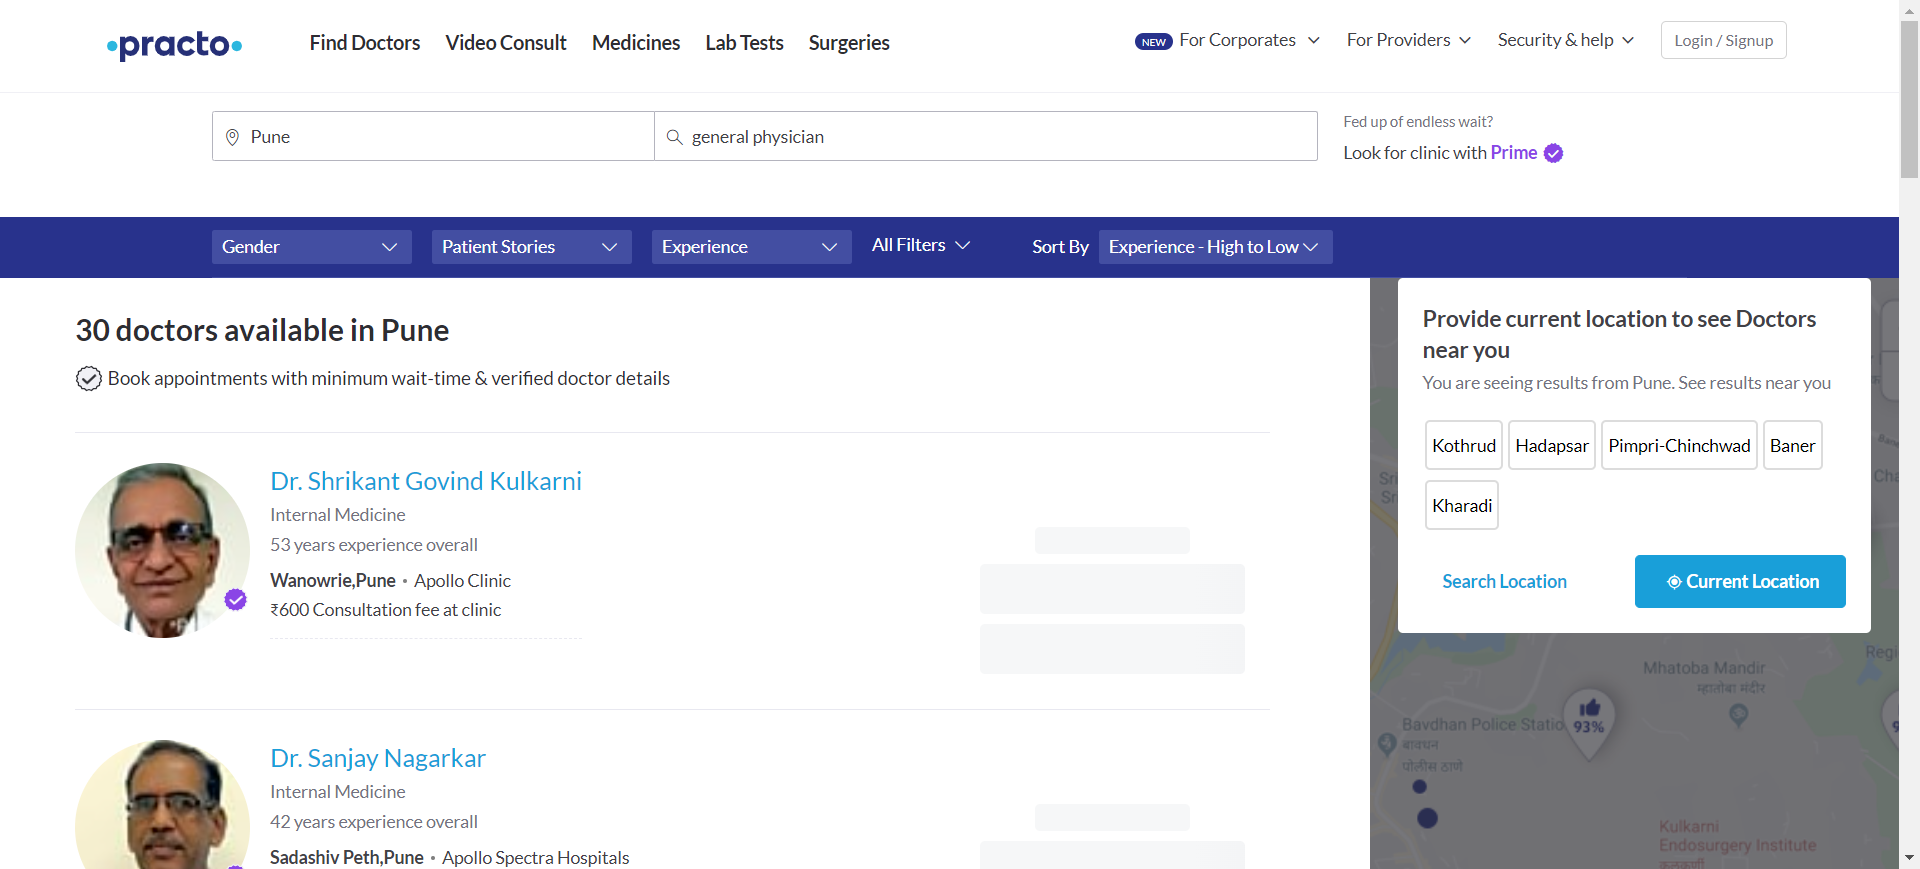 practo
Find Doctors
Video Consult
Medicines
Lab Tests
Surgeries
NEW For Corporates
For Providers
Security & help
Login / Signup
Pune
general physician
Fed up of endless wait?
Look for clinic with Prime
Gender
Patient Stories
Experience
All Filters
Sort By
Experience - High to Low
30 doctors available in Pune
Book appointments with minimum wait-time & verified doctor details
Dr. Shrikant Govind Kulkarni
Internal Medicine
53 years experience overall
Wanowrie,Pune • Apollo Clinic
₹600 Consultation fee at clinic
Dr. Sanjay Nagarkar
Internal Medicine
42 years experience overall
Sadashiv Peth,Pune • Apollo Spectra Hospitals
Provide current location to see Doctors
near you
You are seeing results from Pune. See results near you
Kothrud
Hadapsar
Pimpri-Chinchwad
Baner
Kharadi
Search Location
Current Location
Mhatoba Mandir
म्हातोबा मंदीर
Bavdhan Police Statio
बावधन
पोलीस ठाणे
93%
Kulkarni
Endosurgery Institute